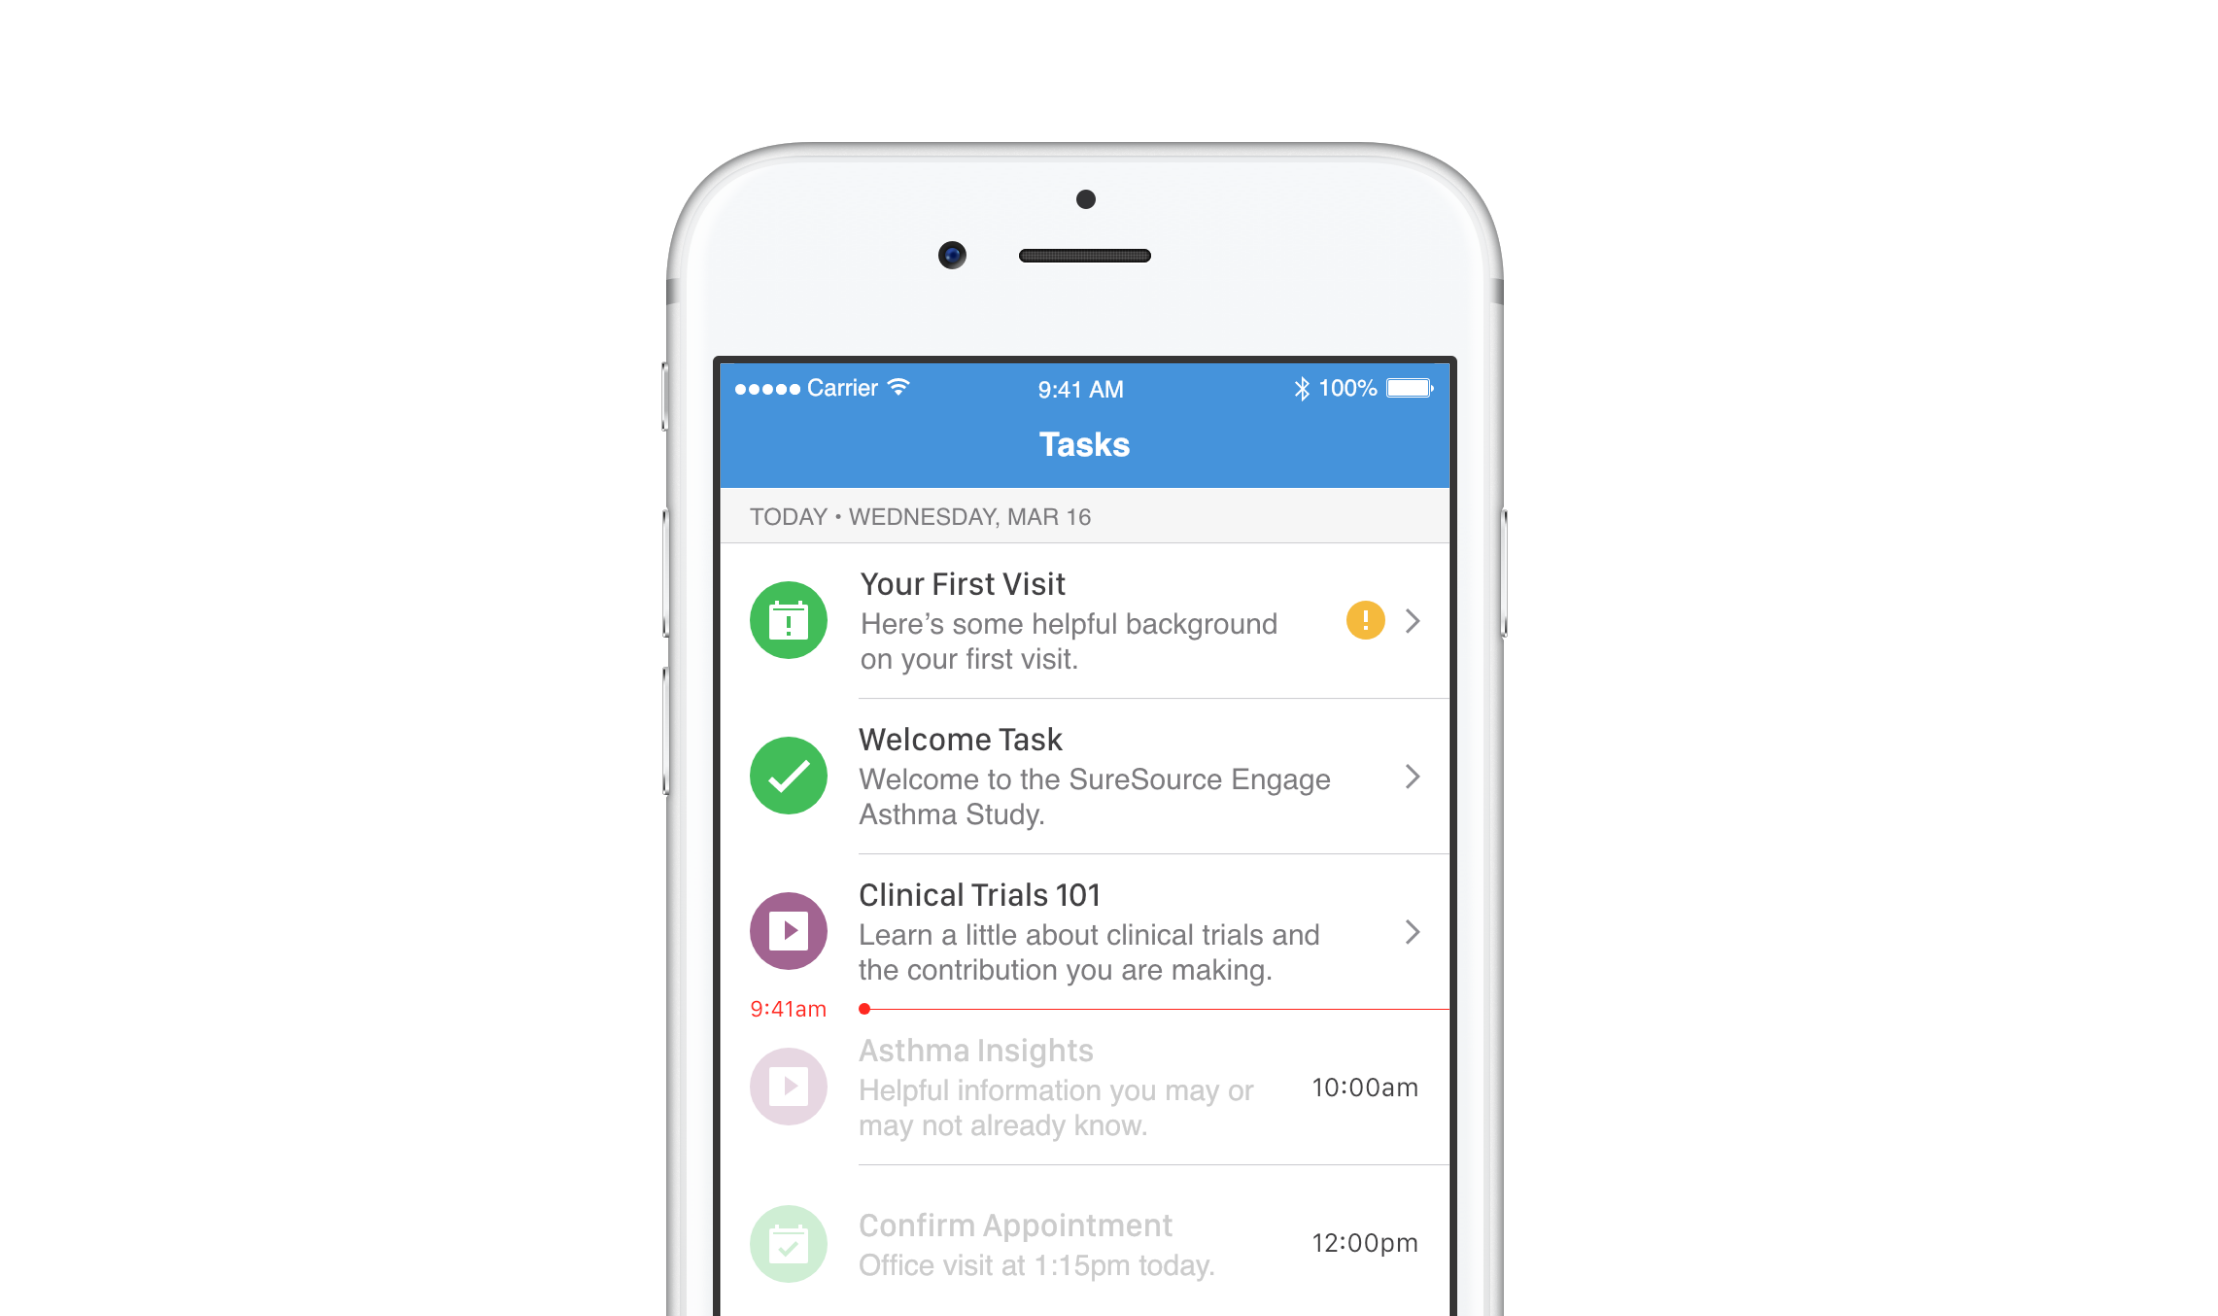 Carrier 9:41 AM 100%
Tasks
TODAY • WEDNESDAY, MAR 16
Your First Visit
Here’s some helpful background
on your first visit.
Welcome Task
Welcome to the SureSource Engage
Asthma Study.
Clinical Trials 101
Learn a little about clinical trials and
the contribution you are making.
9:41am
Asthma Insights
Helpful information you may or
may not already know.
10:00am
Confirm Appointment
Office visit at 1:15pm today.
12:00pm